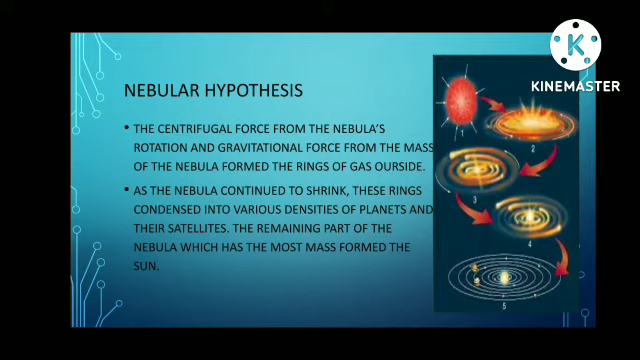 K
KINEMASTER
NEBULAR HYPOTHESIS
• THE CENTRIFUGAL FORCE FROM THE NEBULA'S
ROTATION AND GRAVITATIONAL FORCE FROM THE MASS
OF THE NEBULA FORMED THE RINGS OF GAS OURSIDE.
• AS THE NEBULA CONTINUED TO SHRINK, THESE RINGS
CONDENSED INTO VARIOUS DENSITIES OF PLANETS AND
THEIR SATELLITES. THE REMAINING PART OF THE
NEBULA WHICH HAS THE MOST MASS FORMED THE
SUN.
1
2
3
4
5